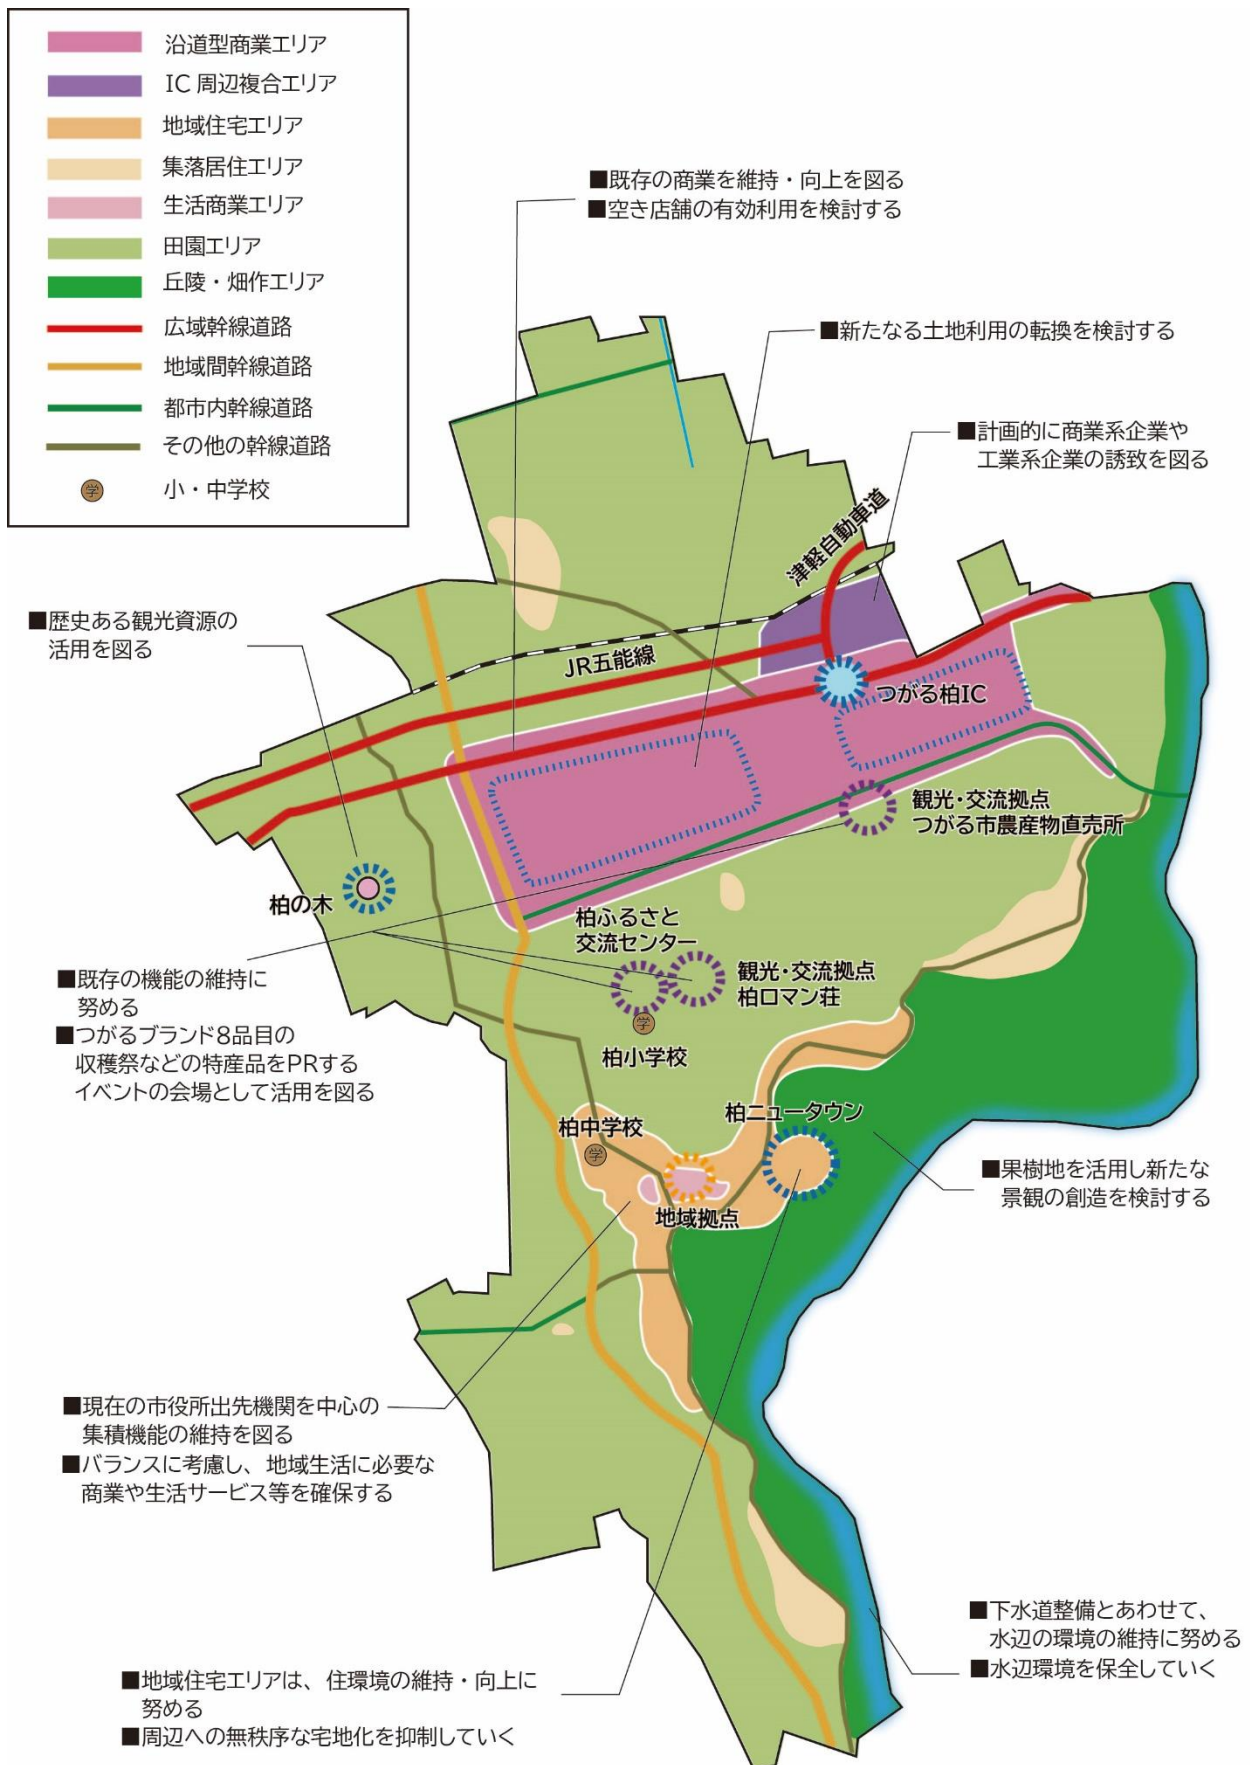 沿道型商業エリア
IC 周辺複合エリア
地域住宅エリア
集落居住エリア
生活商業エリア
田園エリア
丘陵・畑作エリア
広域幹線道路
地域間幹線道路
都市内幹線道路
その他の幹線道路
学
小・中学校
■既存の商業を維持・向上を図る
■空き店舗の有効利用を検討する
■新たなる土地利用の転換を検討する
■計画的に商業系企業や
工業系企業の誘致を図る
津軽自動車道
■歴史ある観光資源の
活用を図る
JR五能線
つがる柏IC
観光・交流拠点
つがる市農産物直売所
柏の木
柏ふるさと
交流センター
観光・交流拠点
柏ロマン荘
■既存の機能の維持に
努める
■つがるブランド8品目の
収穫祭などの特産品をPRする
イベントの会場として活用を図る
学
柏小学校
柏中学校
学
柏ニュータウン
地域拠点
■果樹地を活用し新たな
景観の創造を検討する
■現在の市役所出先機関を中心の
集積機能の維持を図る
■バランスに考慮し、地域生活に必要な
商業や生活サービス等を確保する
■下水道整備とあわせて、
水辺の環境の維持に努める
■水辺環境を保全していく
■地域住宅エリアは、住環境の維持・向上に
努める
■周辺への無秩序な宅地化を抑制していく